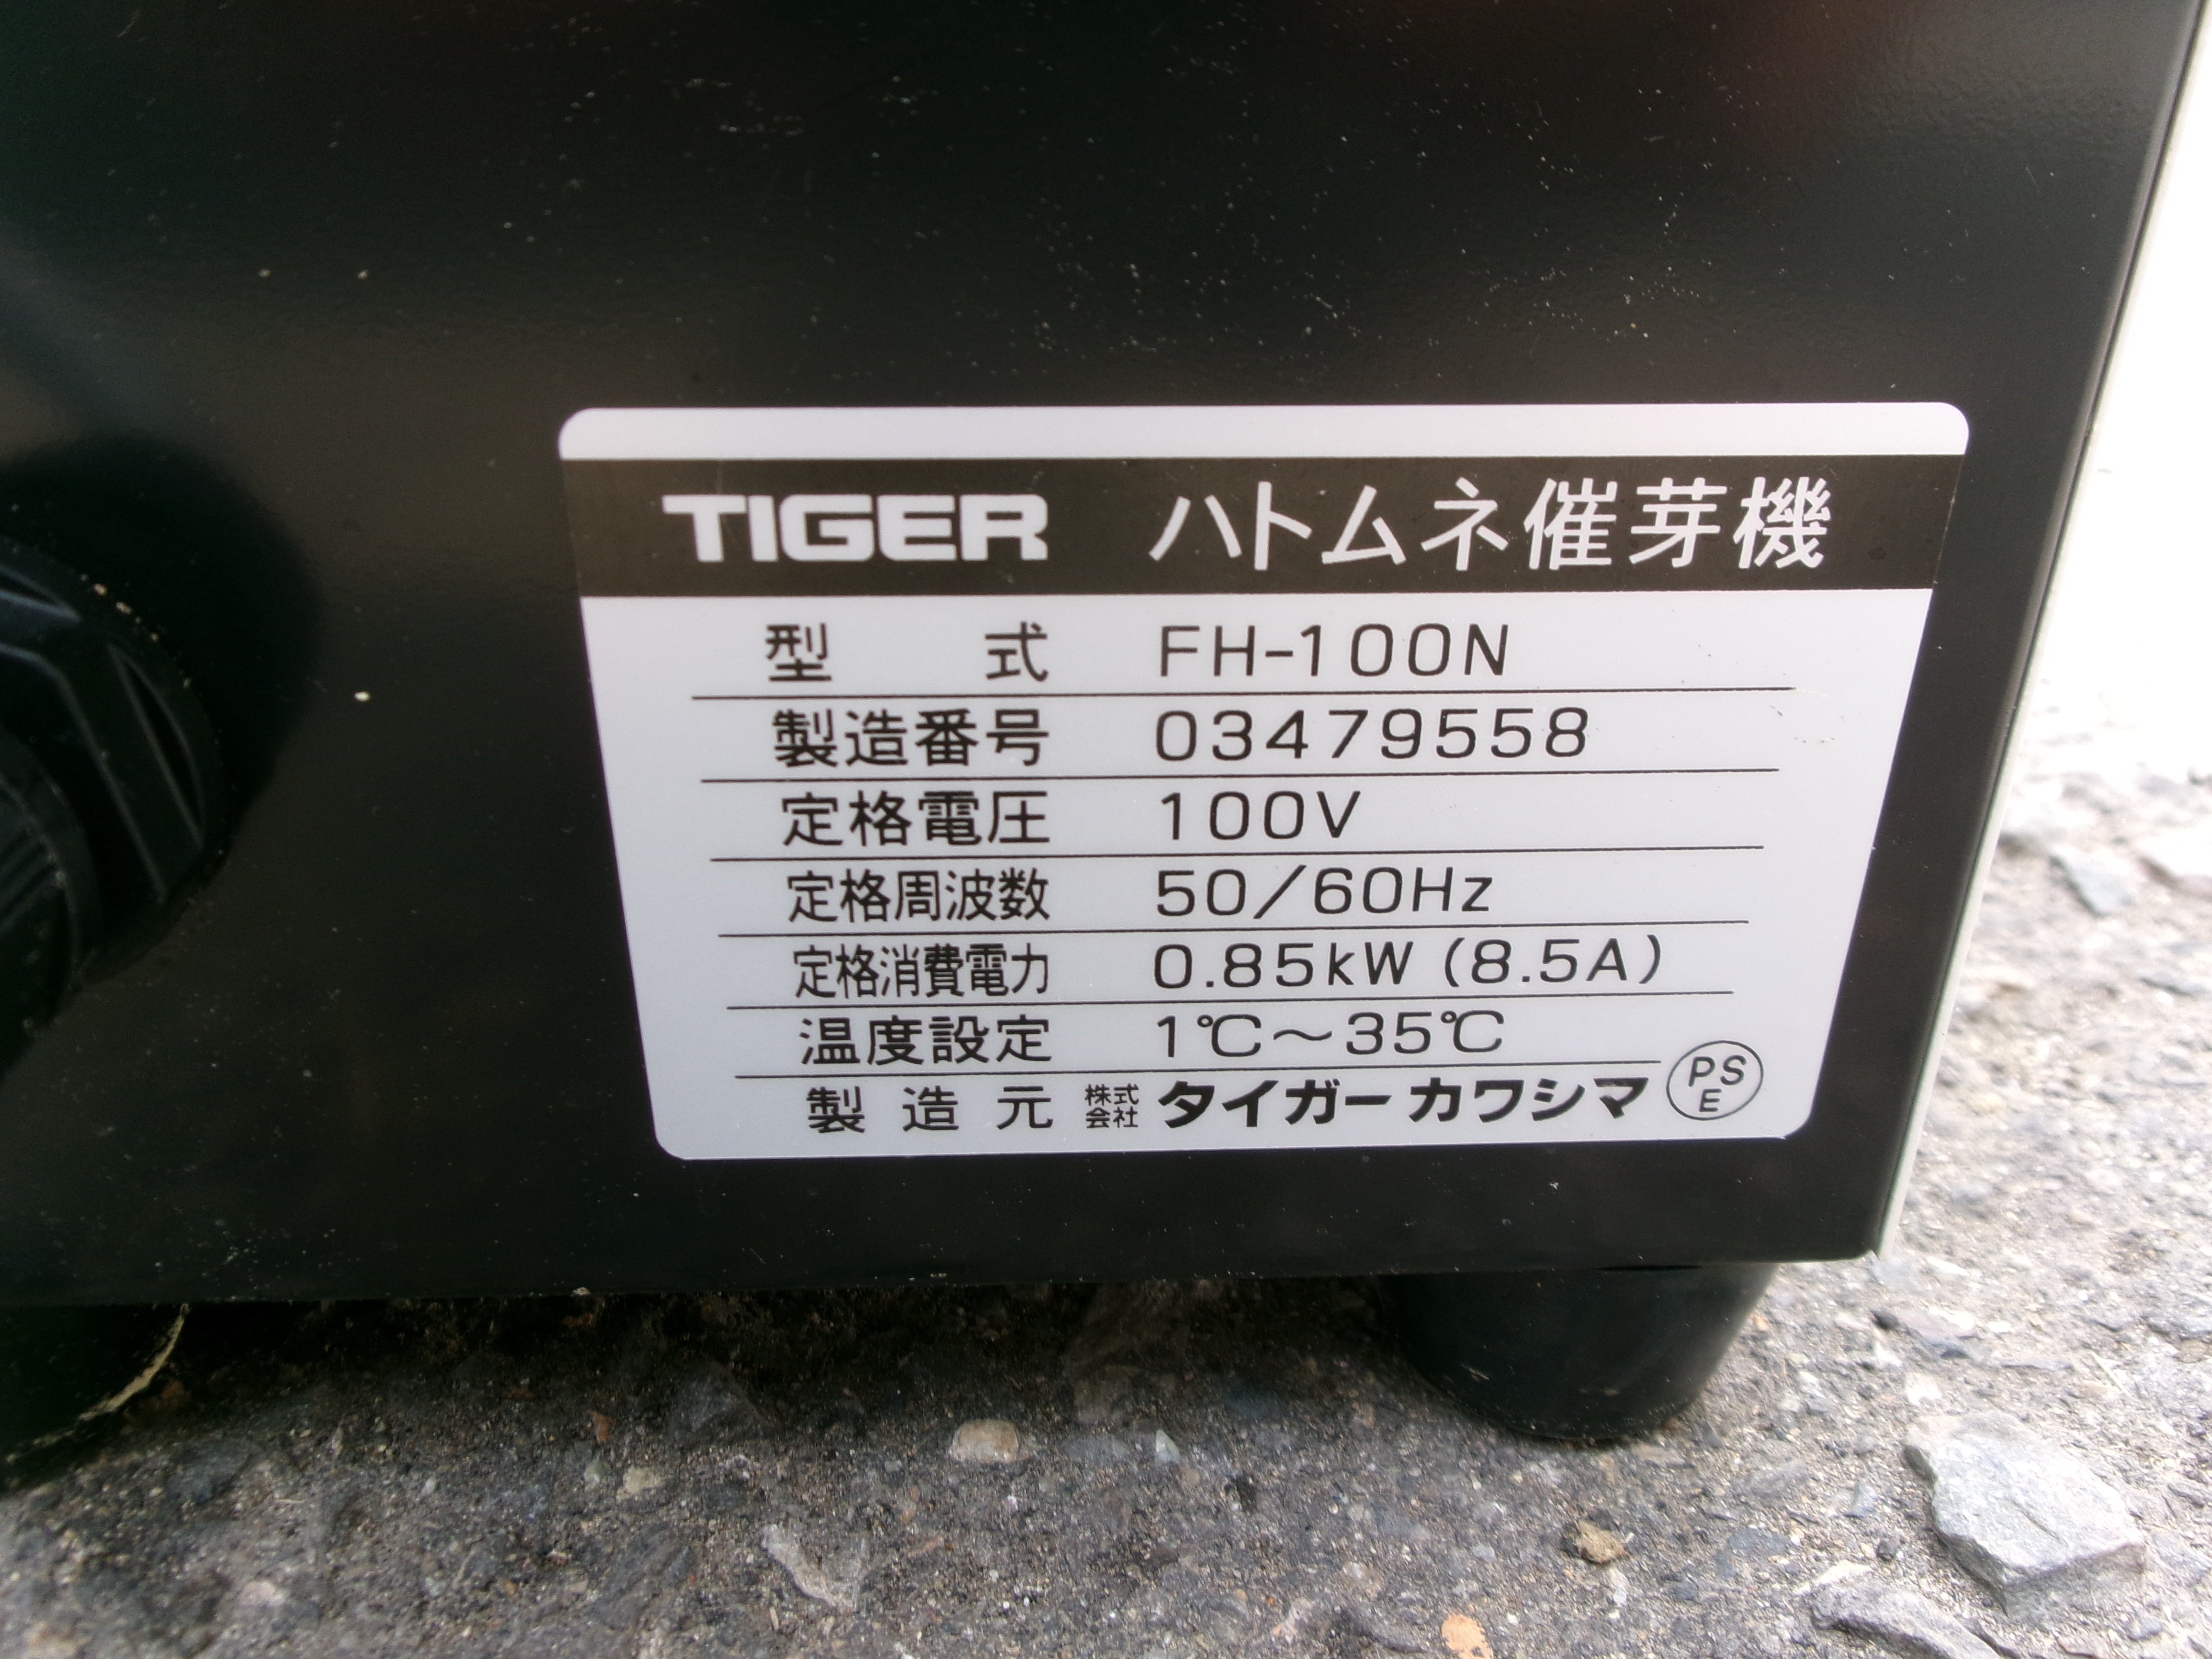 TIGER ハトムネ催芽機
型式 FH-100N
製造番号 03479558
定格電圧 100V
定格周波数 50/60Hz
定格消費電力 0.85kW (8.5A)
温度設定 1℃～35℃
製造元 株式会社 タイガーカワシマ PSE